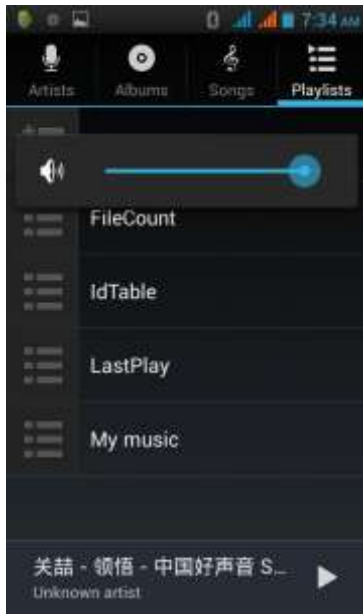 7:34 AM
Artists Albums Songs Playlists
FileCount
IdTable
LastPlay
My music
关喆 - 领悟 - 中国好声音 S...
Unknown artist